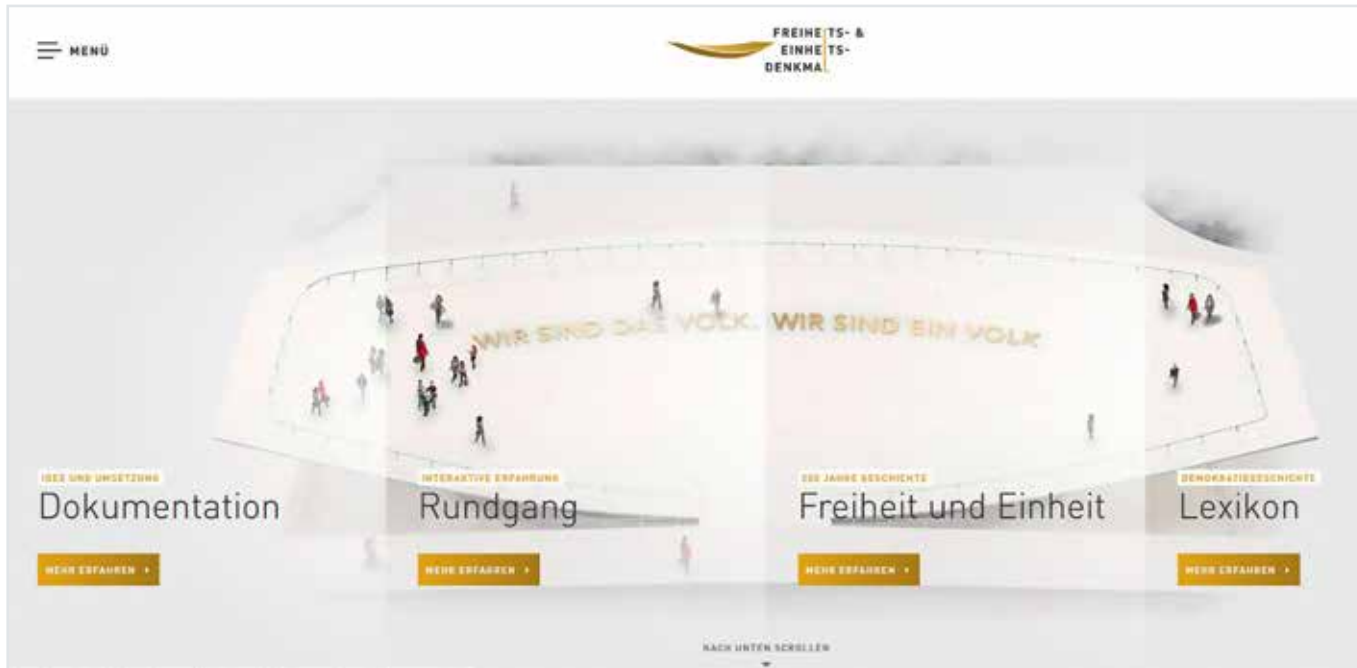 MENÜ
FREIHEITS- &
EINHEITS-
DENKMAL
WIR SIND DAS VOLK. WIR SIND EIN VOLK
IDEE UND UMSETZUNG
Dokumentation
MEHR ERFAHREN
INTERAKTIVE ERFAHRUNG
Rundgang
MEHR ERFAHREN
200 JAHRE GESCHICHTE
Freiheit und Einheit
MEHR ERFAHREN
DEMOKRATIEGESCHICHTE
Lexikon
MEHR ERFAHREN
NACH UNTEN SCROLLEN